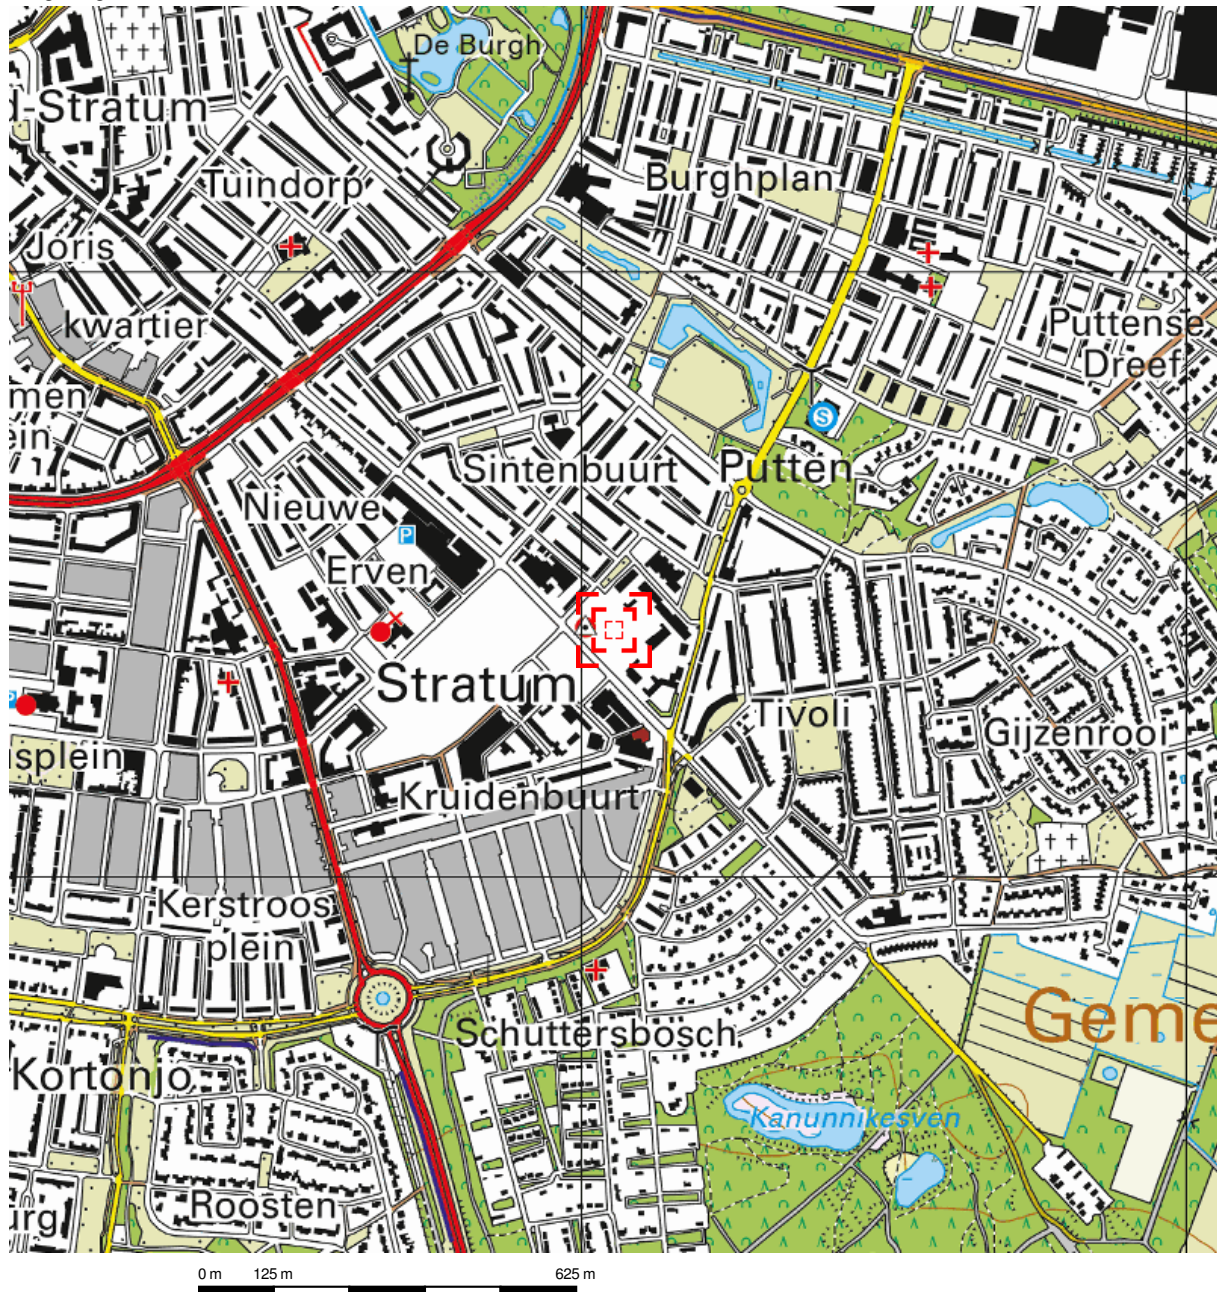 De Burgh
d-Stratum
Tuindorp
Burghplan
Joris
kwartier
Puttense
Dreef
men
ein
Sintenbuurt
Putten
Nieuwe
P
S
Erven
Stratum
Tivoli
Gijzenrooi
splein
Kruidenbuurt
Kerstroos
plein
Geme
Schuttersbosch
Kortonjo
Kanunnikesven
Roosten
urg
0 m 125 m 625 m